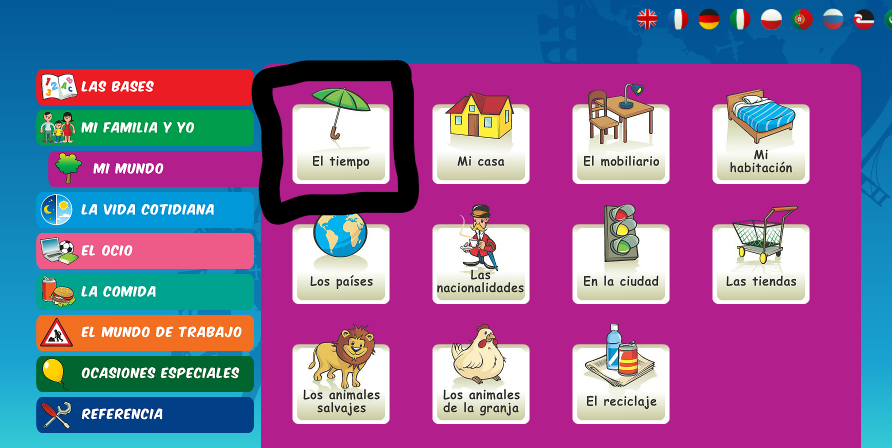 LAS BASES
MI FAMILIA Y YO
MI MUNDO
LA VIDA COTIDIANA
EL OCIO
LA COMIDA
EL MUNDO DE TRABAJO
OCASIONES ESPECIALES
REFERENCIA
El tiempo
Mi casa
El mobiliario
Mi
habitación
Los países
Las
nacionalidades
En la ciudad
Las tiendas
Los animales
salvajes
Los animales
de la granja
El reciclaje